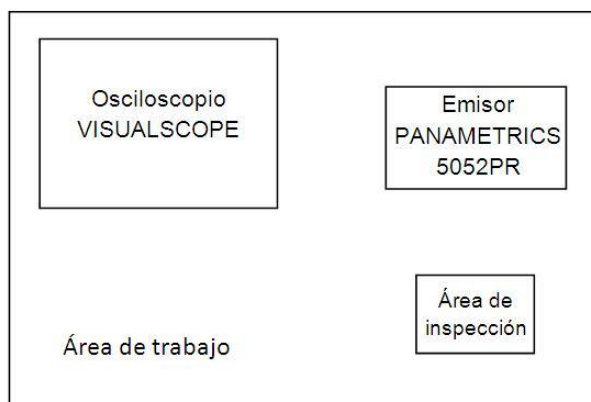 Osciloscopio
VISUALSCOPE
Emisor
PANAMETRICS
5052PR
Área de
inspección
Área de trabajo